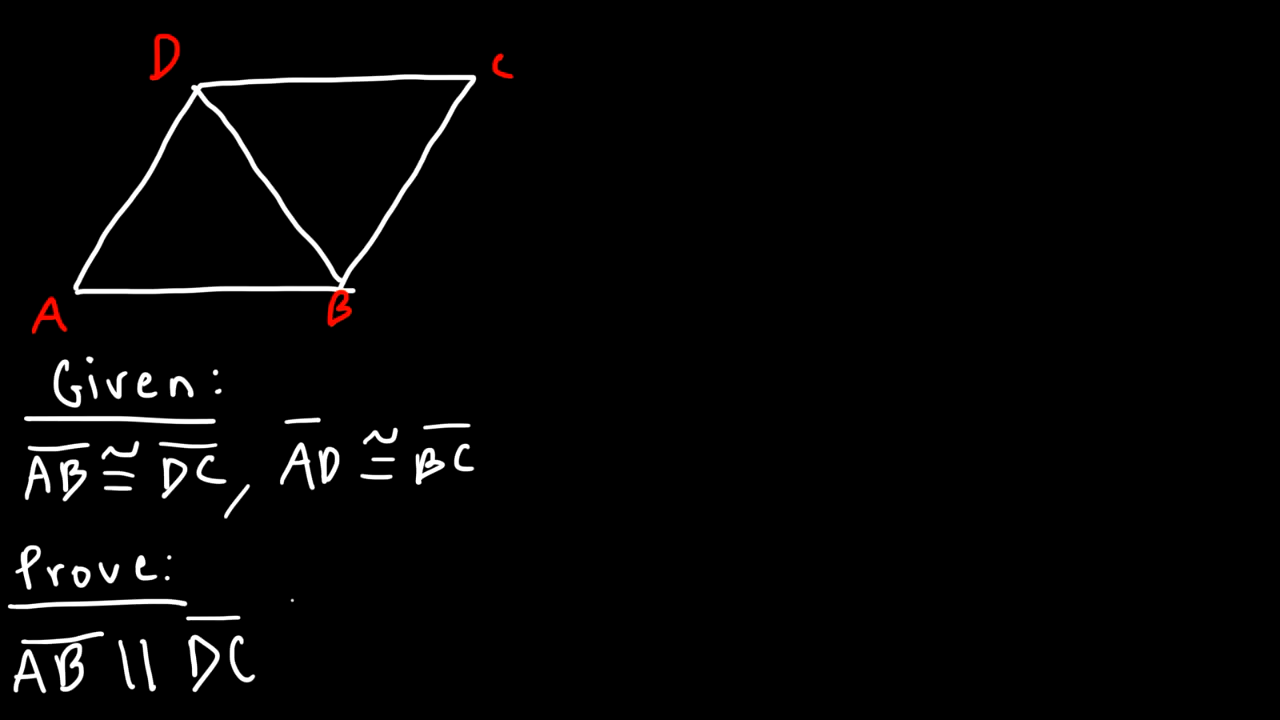 D C
A B
Given:
AB ≅ DC, AD ≅ BC
Prove:
AB || DC